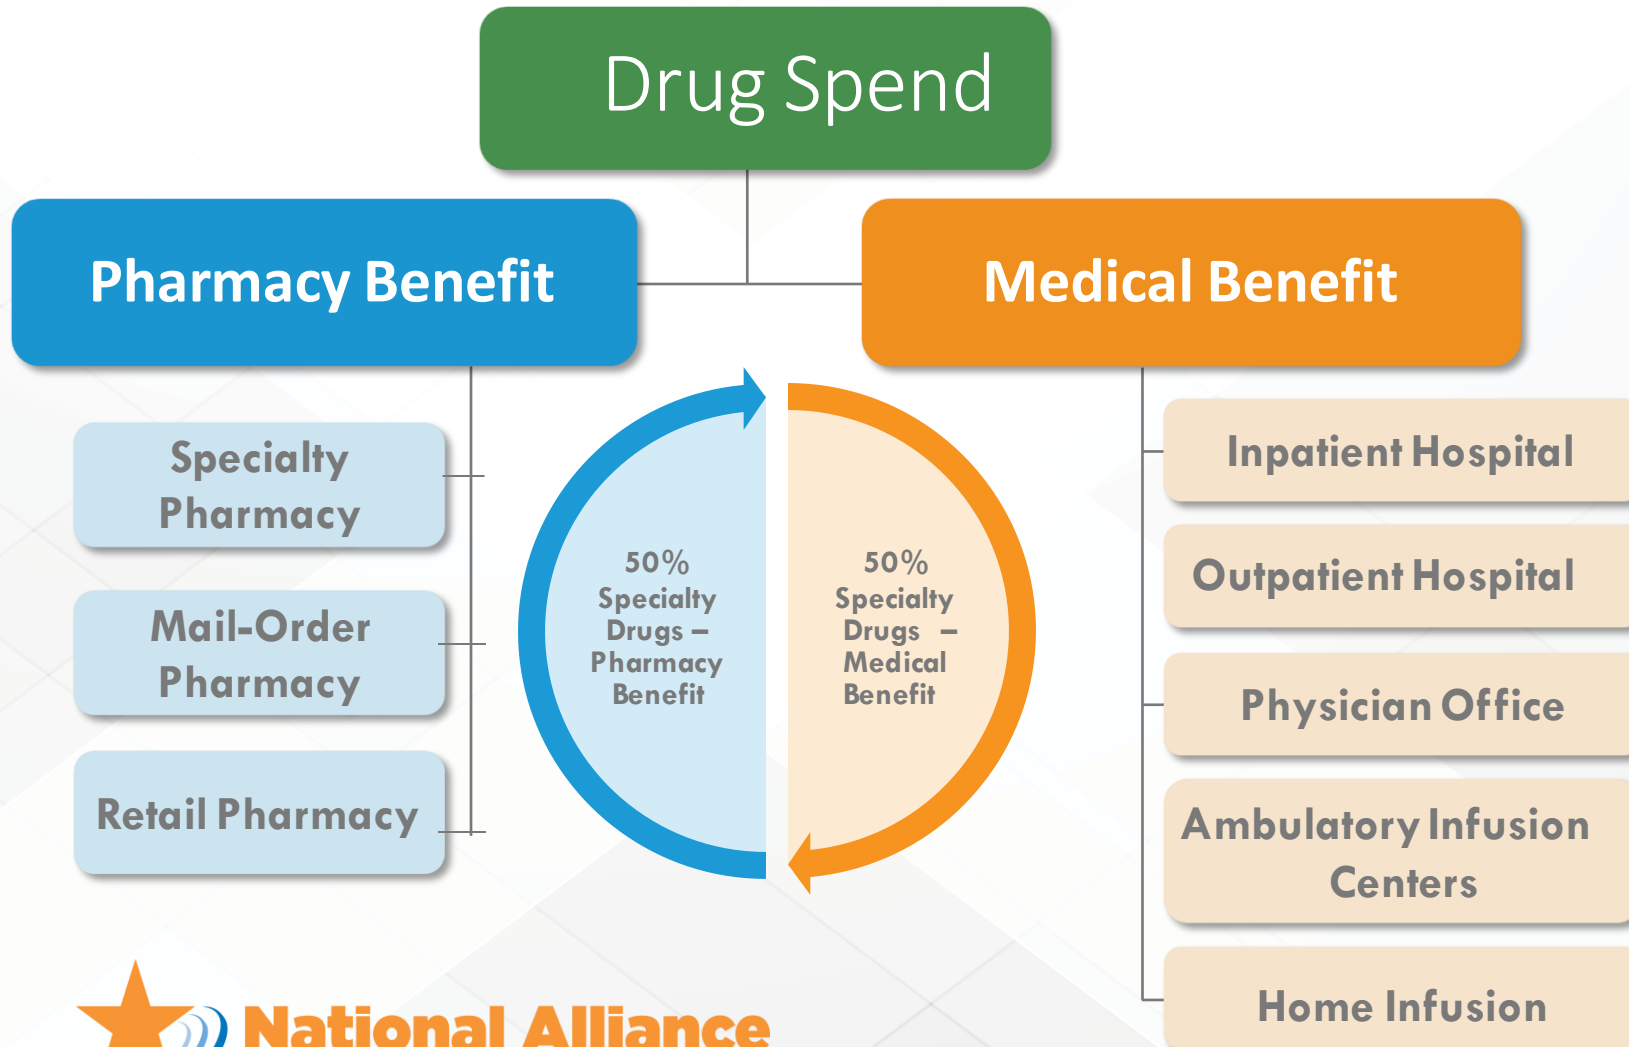 Drug Spend
Pharmacy Benefit
Medical Benefit
Specialty
Pharmacy
Mail-Order
Pharmacy
Retail Pharmacy
50%
Specialty
Drugs –
Pharmacy
Benefit
50%
Specialty
Drugs –
Medical
Benefit
Inpatient Hospital
Outpatient Hospital
Physician Office
Ambulatory Infusion
Centers
Home Infusion
National Alliance